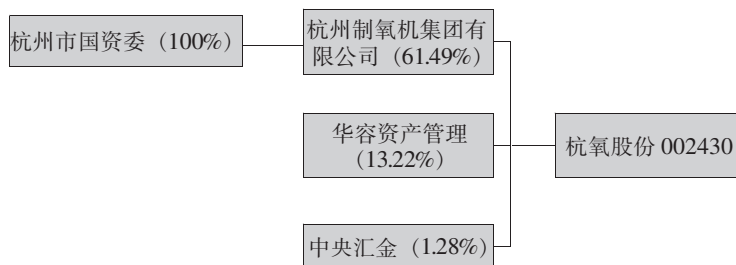 杭州市国资委（100%）
杭州制氧机集团有
限公司（61.49%）
华容资产管理
（13.22%）
杭氧股份 002430
中央汇金（1.28%）